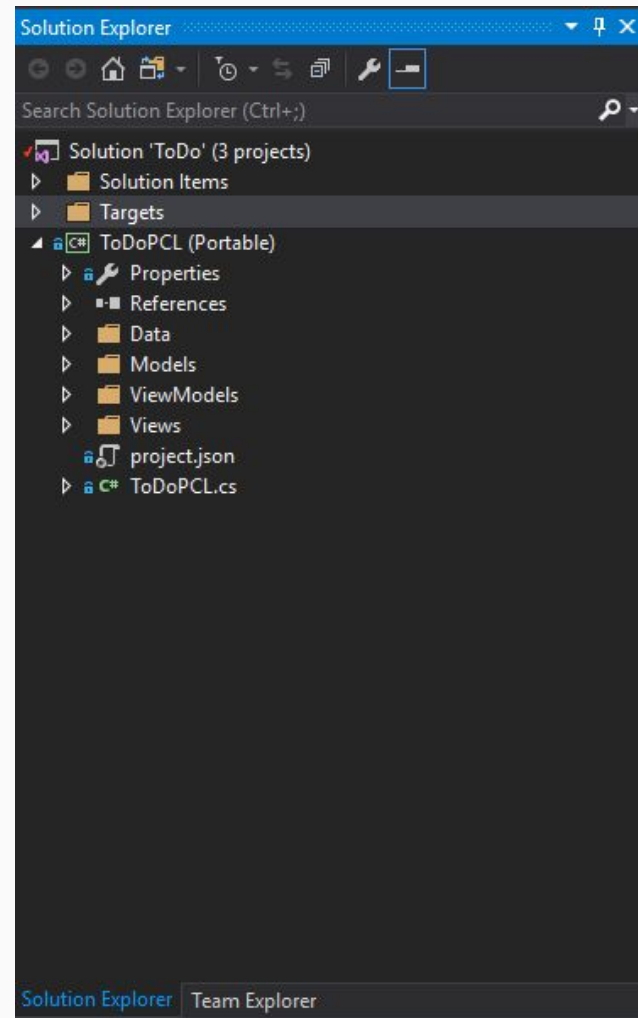 Solution Explorer
Search Solution Explorer (Ctrl+;)
Solution 'ToDo' (3 projects)
Solution Items
Targets
C# ToDoPCL (Portable)
Properties
References
Data
Models
ViewModels
Views
project.json
C# ToDoPCL.cs
Solution Explorer Team Explorer